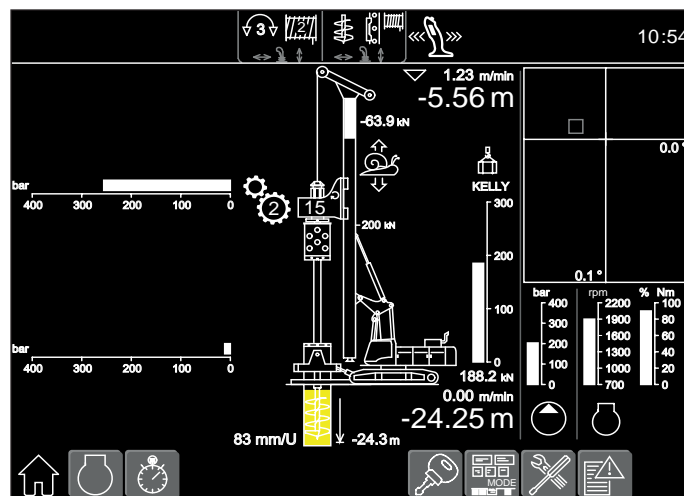 3 2
10:54
1.23 m/min
-5.56 m
-63.9 kN
0.0 °
KELLY
bar
400 300 200 100 0
2
15
300
200 kN
200
100
0
0.1 °
bar
400
300
200
100
0
rpm
2200
1900
1600
1300
1000
700
% Nm
100
80
60
40
20
0
bar
400 300 200 100 0
188.2 kN
0.00 m/min
-24.25 m
83 mm/U
-24.3 m
MODE